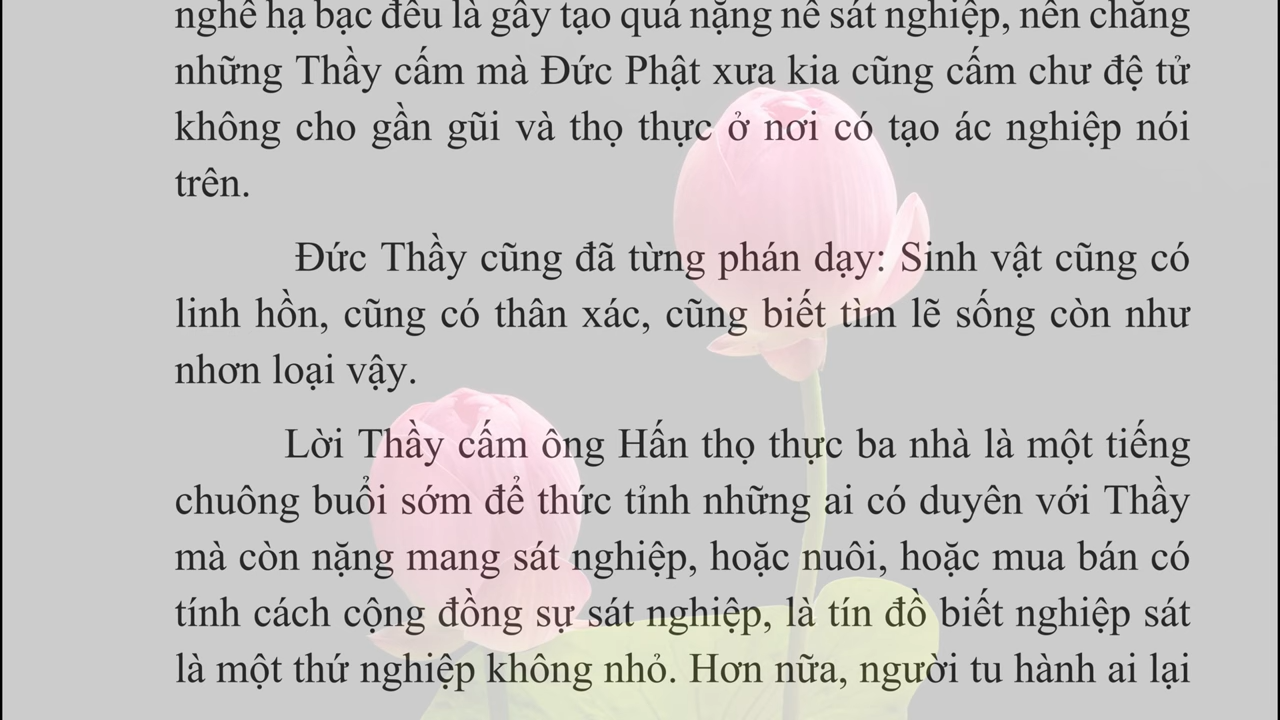 nghề hạ bạc đều là gây tạo quá nặng nề sát nghiệp, nên chẳng
những Thầy cấm mà Đức Phật xưa kia cũng cấm chư đệ tử
không cho gần gũi và thọ thực ở nơi có tạo ác nghiệp nói
trên.
Đức Thầy cũng đã từng phán dạy: Sinh vật cũng có
linh hồn, cũng có thân xác, cũng biết tìm lẽ sống còn như
nhơn loại vậy.
Lời Thầy cấm ông Hấn thọ thực ba nhà là một tiếng
chuông buổi sớm để thức tỉnh những ai có duyên với Thầy
mà còn nặng mang sát nghiệp, hoặc nuôi, hoặc mua bán có
tính cách cộng đồng sự sát nghiệp, là tín đồ biết nghiệp sát
là một thứ nghiệp không nhỏ. Hơn nữa, người tu hành ai lại